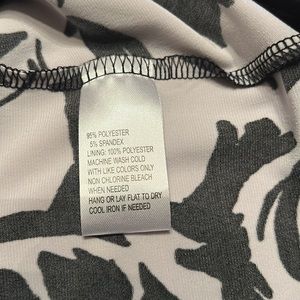 95% POLYESTER
5% SPANDEX
LINING: 100% POLYESTER
MACHINE WASH COLD
WITH LIKE COLORS ONLY
NON CHLORINE BLEACH
WHEN NEEDED
HANG OR LAY FLAT TO DRY
COOL IRON IF NEEDED